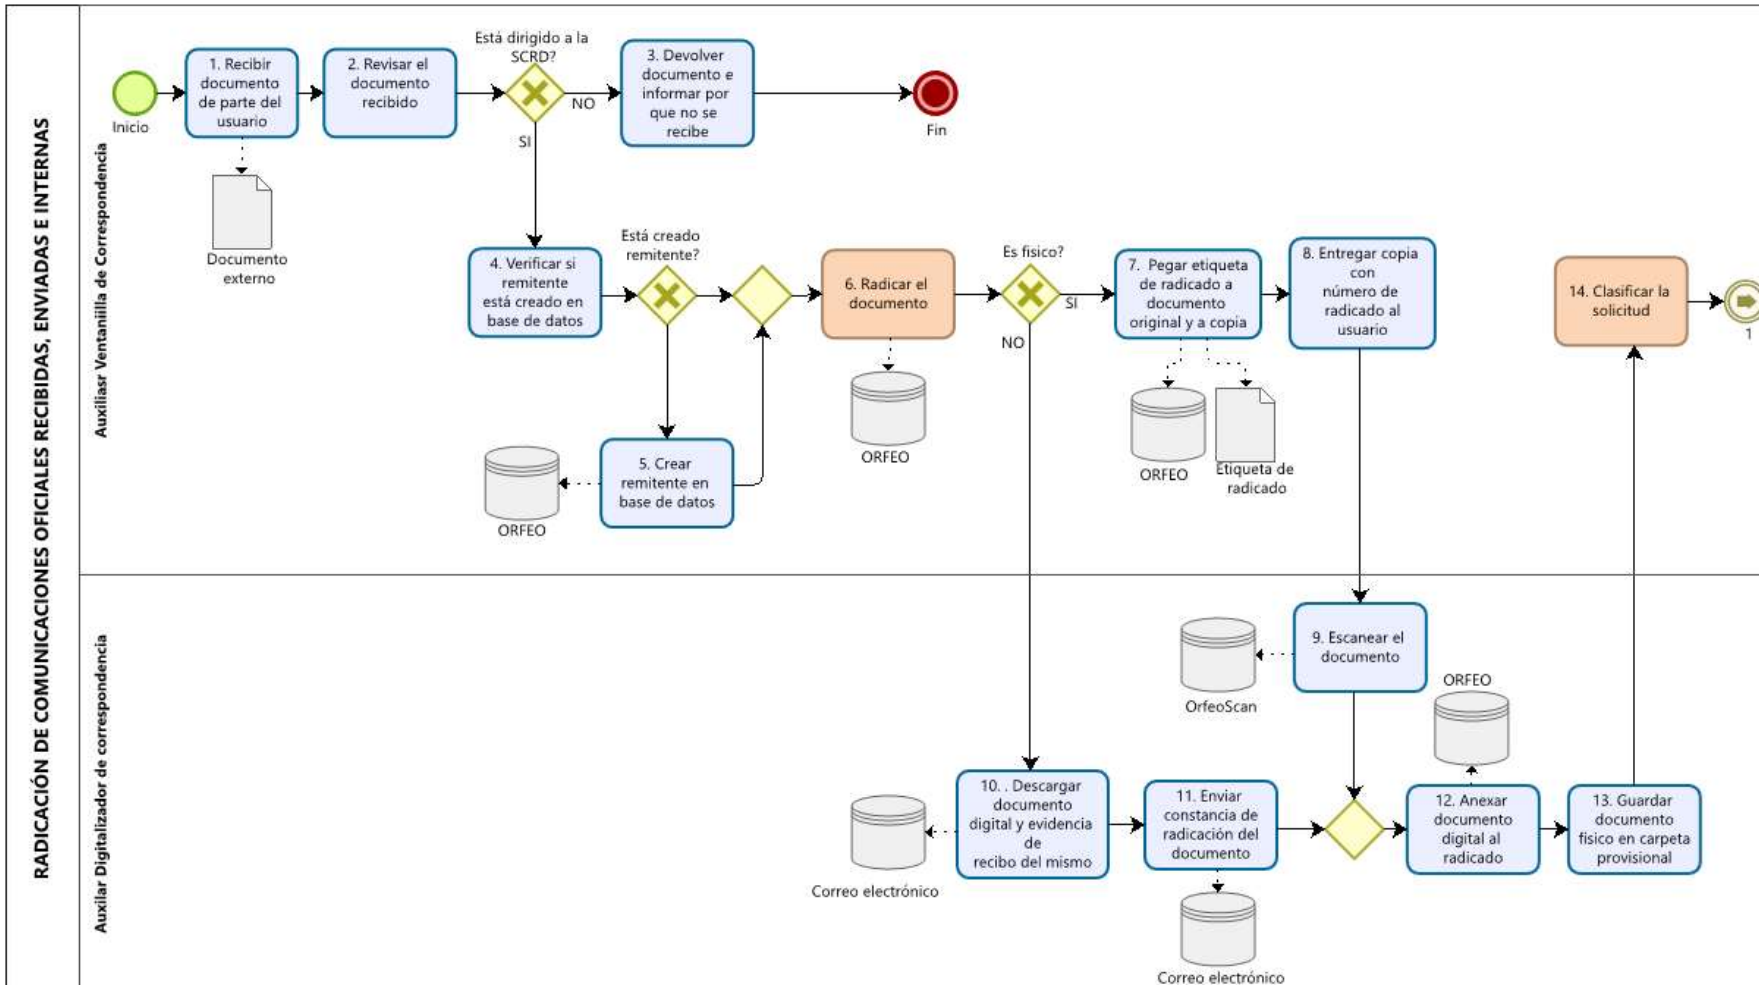 RADICACIÓN DE COMUNICACIONES OFICIALES RECIBIDAS, ENVIADAS E INTERNAS
Auxiliasr Ventaniilla de Correspondencia
Inicio
1. Recibir
documento
de parte del
usuario
Documento
externo
2. Revisar el
documento
recibido
Está dirigido a la
SCRD?
NO
SI
3. Devolver
documento e
informar por
que no se
recibe
Fin
4. Verificar si
remitente
está creado en
base de datos
Está creado
remitente?
5. Crear
remitente en
base de datos
ORFEO
6. Radicar el
documento
ORFEO
Es fisico?
SI
NO
7. Pegar etiqueta
de radicado a
documento
original y a copia
ORFEO
Etiqueta de
radicado
8. Entregar copia
con
número de
radicado al
usuario
14. Clasificar la
solicitud
1
Auxilar Digitalizador de correspondencia
9. Escanear el
documento
OrfeoScan
10. . Descargar
documento
digital y evidencia
de
recibo del mismo
Correo electrónico
11. Enviar
constancia de
radicación del
documento
Correo electrónico
12. Anexar
documento
digital al
radicado
ORFEO
13. Guardar
documento
fisico en carpeta
provisional